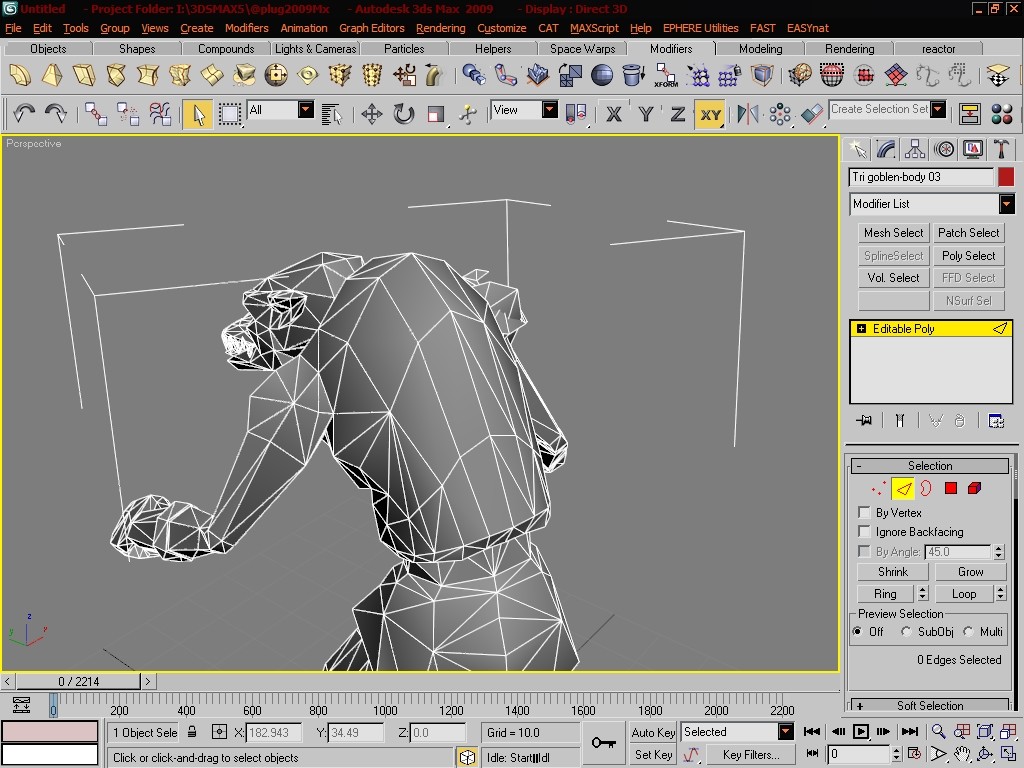 Untitled - Project Folder: I:\3DSMAX5\@plug2009Mx - Autodesk 3ds Max 2009 - Display : Direct 3D
File Edit Tools Group Views Create Modifiers Animation Graph Editors Rendering Customize CAT MAXScript Help EPHERE Utilities FAST EASYnat
Objects Shapes Compounds Lights & Cameras Particles Helpers Space Warps Modifiers Modeling Rendering reactor
XFORM
All View X Y Z XY Create Selection Set
Perspective
Tri goblen-body 03
Modifier List
Mesh Select Patch Select
SplineSelect Poly Select
Vol. Select FFD Select
NSurf Sel
Editable Poly
- Selection
By Vertex
Ignore Backfacing
By Angle: 45.0
Shrink Grow
Ring Loop
Preview Selection
Off SubObj Multi
0 Edges Selected
+ Soft Selection
z
y x
< 0 / 2214 >
0 200 400 600 800 1000 1200 1400 1600 1800 2000 2200
1 Object Sele X: 182.943 Y: 34.49 Z: 0.0 Grid = 10.0 Auto Key Selected
Click or click-and-drag to select objects Idle: Start Set Key Key Filters... 0